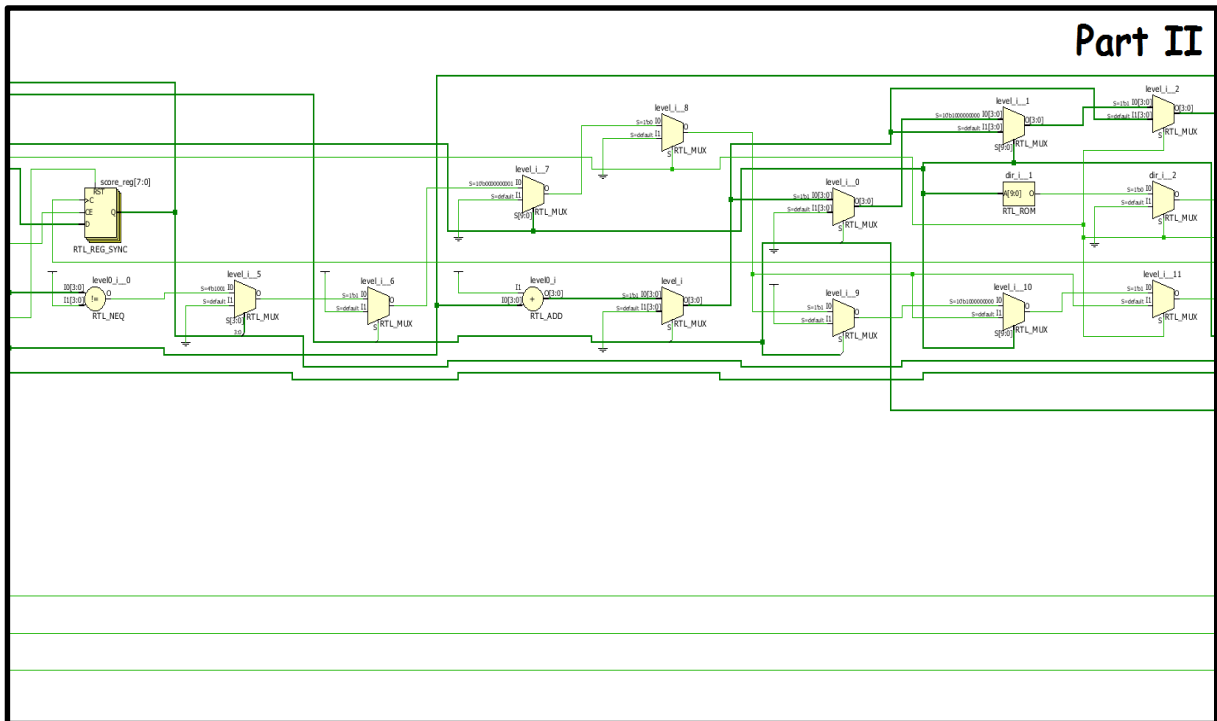 Part II
level_i__8
S=1'b0 I0
S=default I1
O
S
RTL_MUX
level_i__1
S=10'b1000000000 I0[3:0]
S=default I1[3:0]
O[3:0]
S[9:0]
RTL_MUX
level_i__2
S=1'b1 I0[3:0]
S=default I1[3:0]
O[3:0]
S
RTL_MUX
score_reg[7:0]
RST
C
CE
D
Q
RTL_REG_SYNC
level_i__7
S=10'b0000000001 I0
S=default I1
O
S[9:0]
RTL_MUX
level_i__0
S=1'b1 I0[3:0]
S=default I1[3:0]
O[3:0]
S
RTL_MUX
dir_i__1
A[9:0]
O
RTL_ROM
dir_i__2
S=1'b0 I0
S=default I1
O
S
RTL_MUX
level0_i__0
I0[3:0]
I1[3:0]
!=
O
RTL_NEQ
level_i__5
S=4'b1001 I0
S=default I1
O
S[3:0]
3:0
RTL_MUX
level_i__6
S=1'b1 I0
S=default I1
O
S
RTL_MUX
level0_i
I1
I0[3:0]
+
O[3:0]
RTL_ADD
level_i
S=1'b1 I0[3:0]
S=default I1[3:0]
O[3:0]
S
RTL_MUX
level_i__9
S=1'b1 I0
S=default I1
O
S
RTL_MUX
level_i__10
S=10'b1000000000 I0
S=default I1
O
S[9:0]
RTL_MUX
level_i__11
S=1'b1 I0
S=default I1
O
S
RTL_MUX